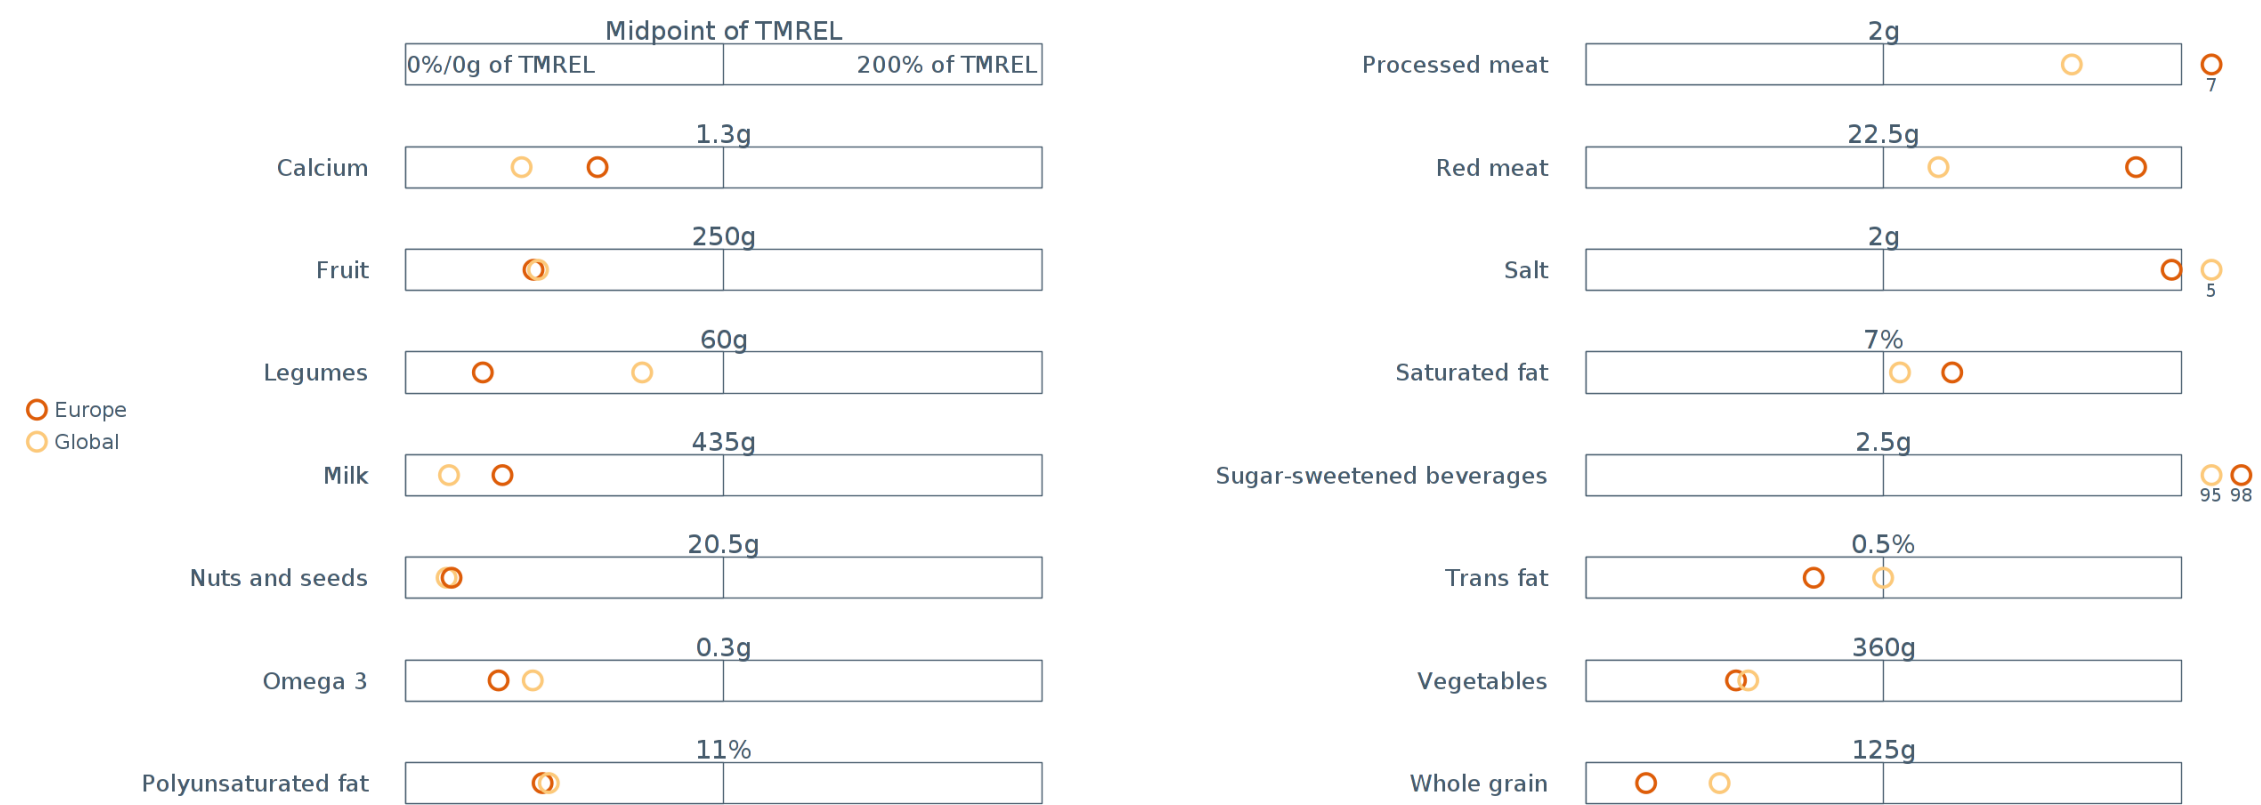 Midpoint of TMREL
0%/0g of TMREL 200% of TMREL
1.3g
Calcium
250g
Fruit
60g
Legumes
435g
Milk
20.5g
Nuts and seeds
0.3g
Omega 3
11%
Polyunsaturated fat
Europe
Global
2g
Processed meat
7
22.5g
Red meat
2g
Salt
5
7%
Saturated fat
2.5g
Sugar-sweetened beverages
95 98
0.5%
Trans fat
360g
Vegetables
125g
Whole grain